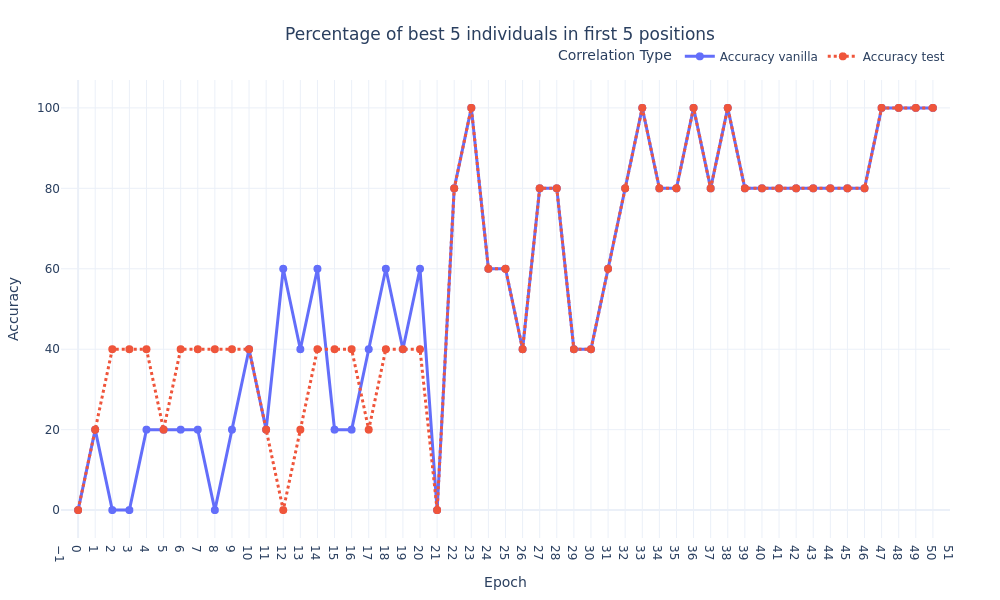 Percentage of best 5 individuals in first 5 positions
Correlation Type Accuracy vanilla Accuracy test
100
80
60
40
20
0
Accuracy
−1 0 1 2 3 4 5 6 7 8 9 10 11 12 13 14 15 16 17 18 19 20 21 22 23 24 25 26 27 28 29 30 31 32 33 34 35 36 37 38 39 40 41 42 43 44 45 46 47 48 49 50 51
Epoch